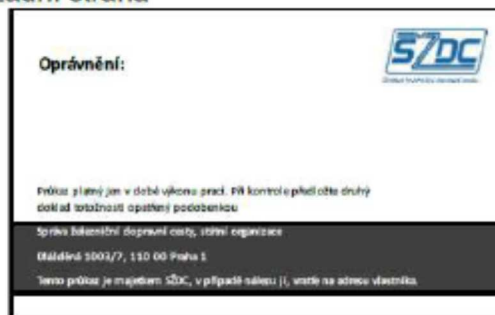 Oprávnění:
SŽDC
Průkaz platný jen v době výkonu prací. Při kontrole předložte druhý
doklad totožnosti opatřený podobenkou
Správa železniční dopravní cesty, státní organizace
Dlážděná 1003/7, 110 00 Praha 1
Tento průkaz je majetkem SŽDC, v případě nálezu ji, vraťte na adresu vlastníka.